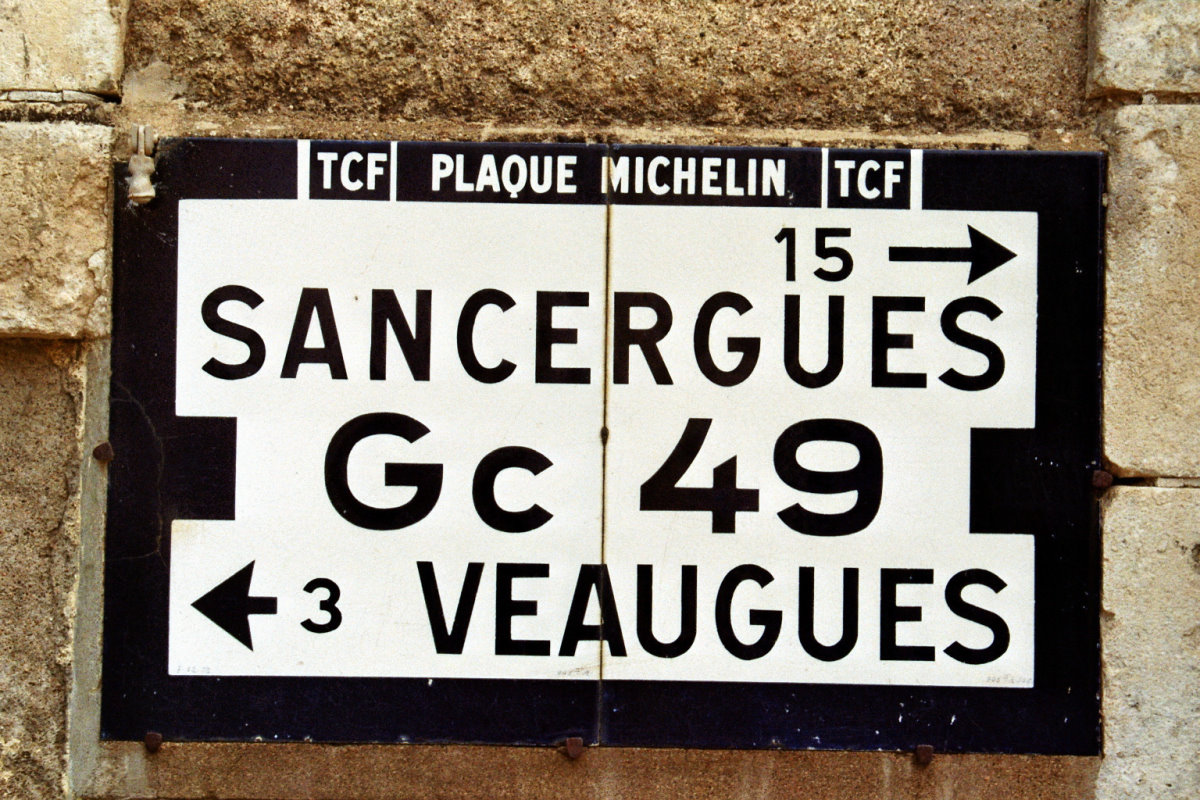 TCF PLAQUE MICHELIN TCF
15 →
SANCERGUES
Gc 49
← 3 VEAUGUES